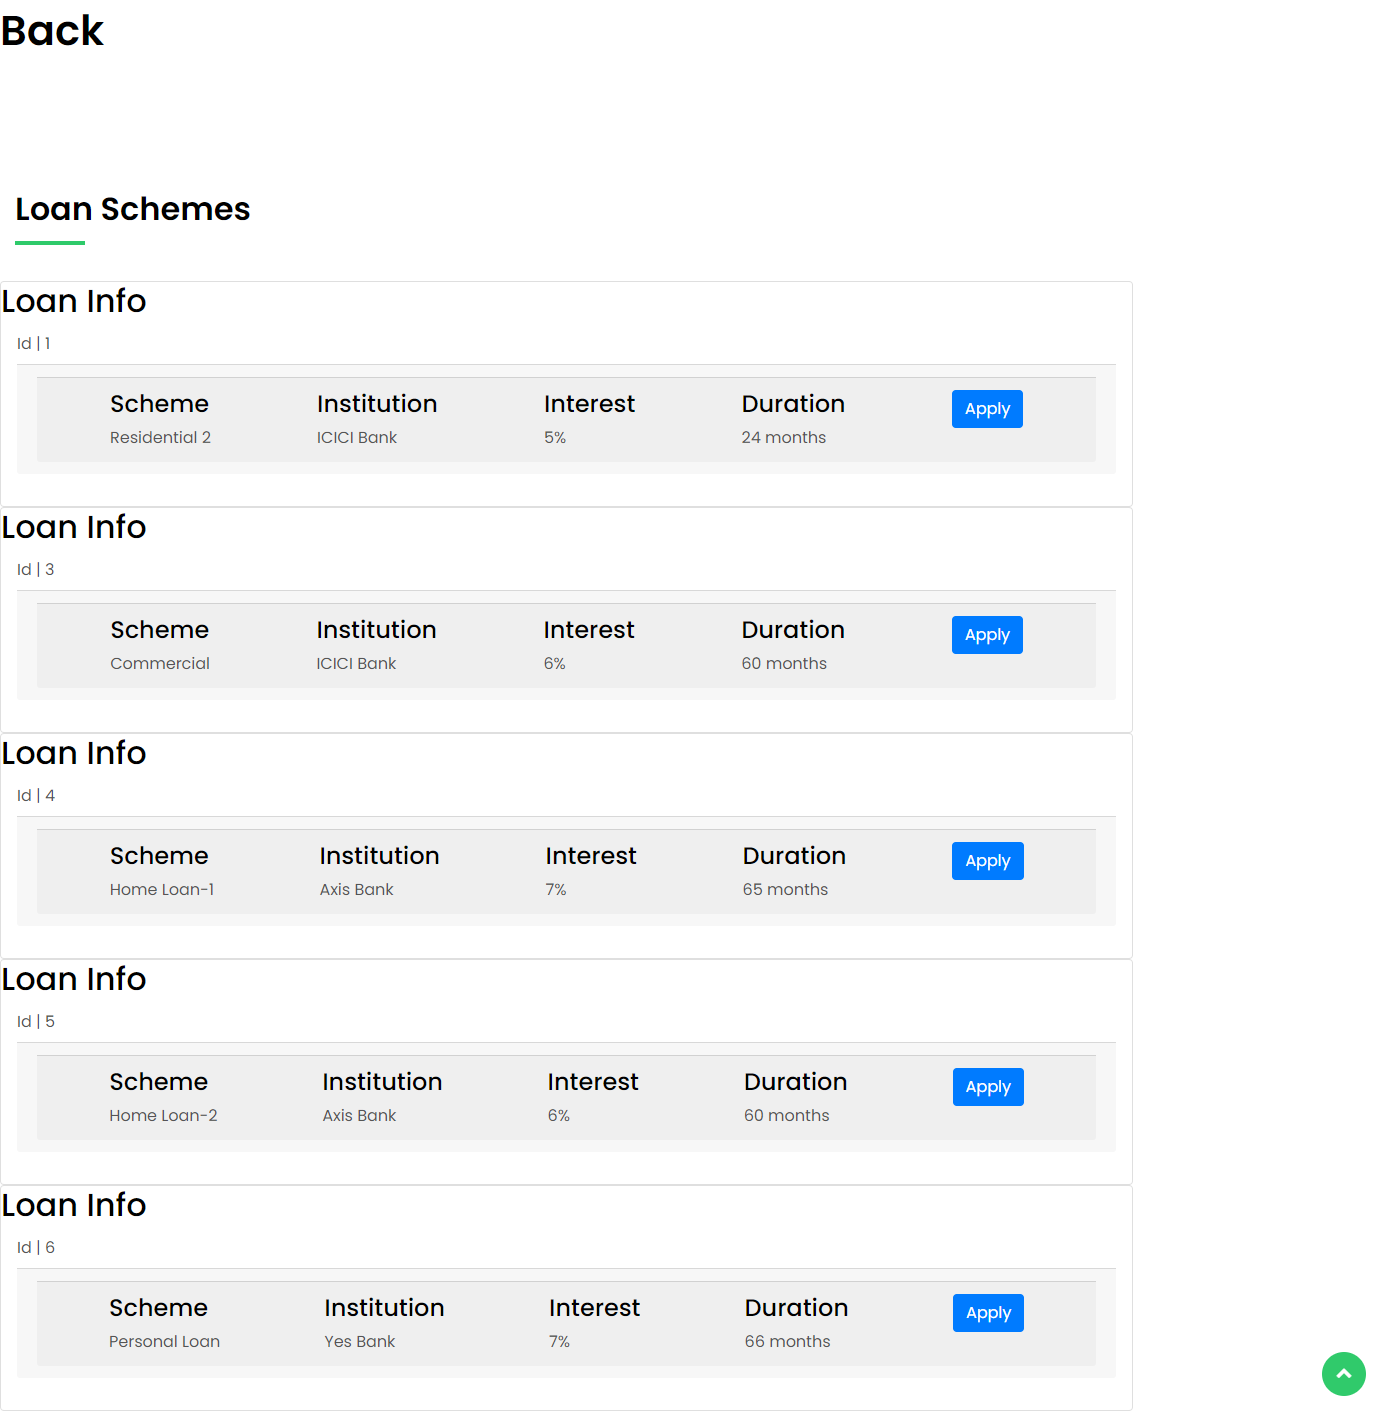 Back
Loan Schemes
Loan Info
Id | 1
Scheme Institution Interest Duration Apply
Residential 2 ICICI Bank 5% 24 months
Loan Info
Id | 3
Scheme Institution Interest Duration Apply
Commercial ICICI Bank 6% 60 months
Loan Info
Id | 4
Scheme Institution Interest Duration Apply
Home Loan-1 Axis Bank 7% 65 months
Loan Info
Id | 5
Scheme Institution Interest Duration Apply
Home Loan-2 Axis Bank 6% 60 months
Loan Info
Id | 6
Scheme Institution Interest Duration Apply
Personal Loan Yes Bank 7% 66 months